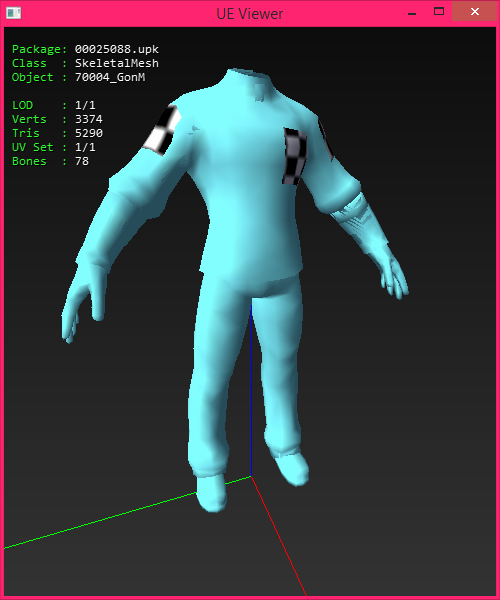 UE Viewer
Package: 00025088.upk
Class : SkeletalMesh
Object : 70004_GonM
LOD : 1/1
Verts : 3374
Tris : 5290
UV Set : 1/1
Bones : 78